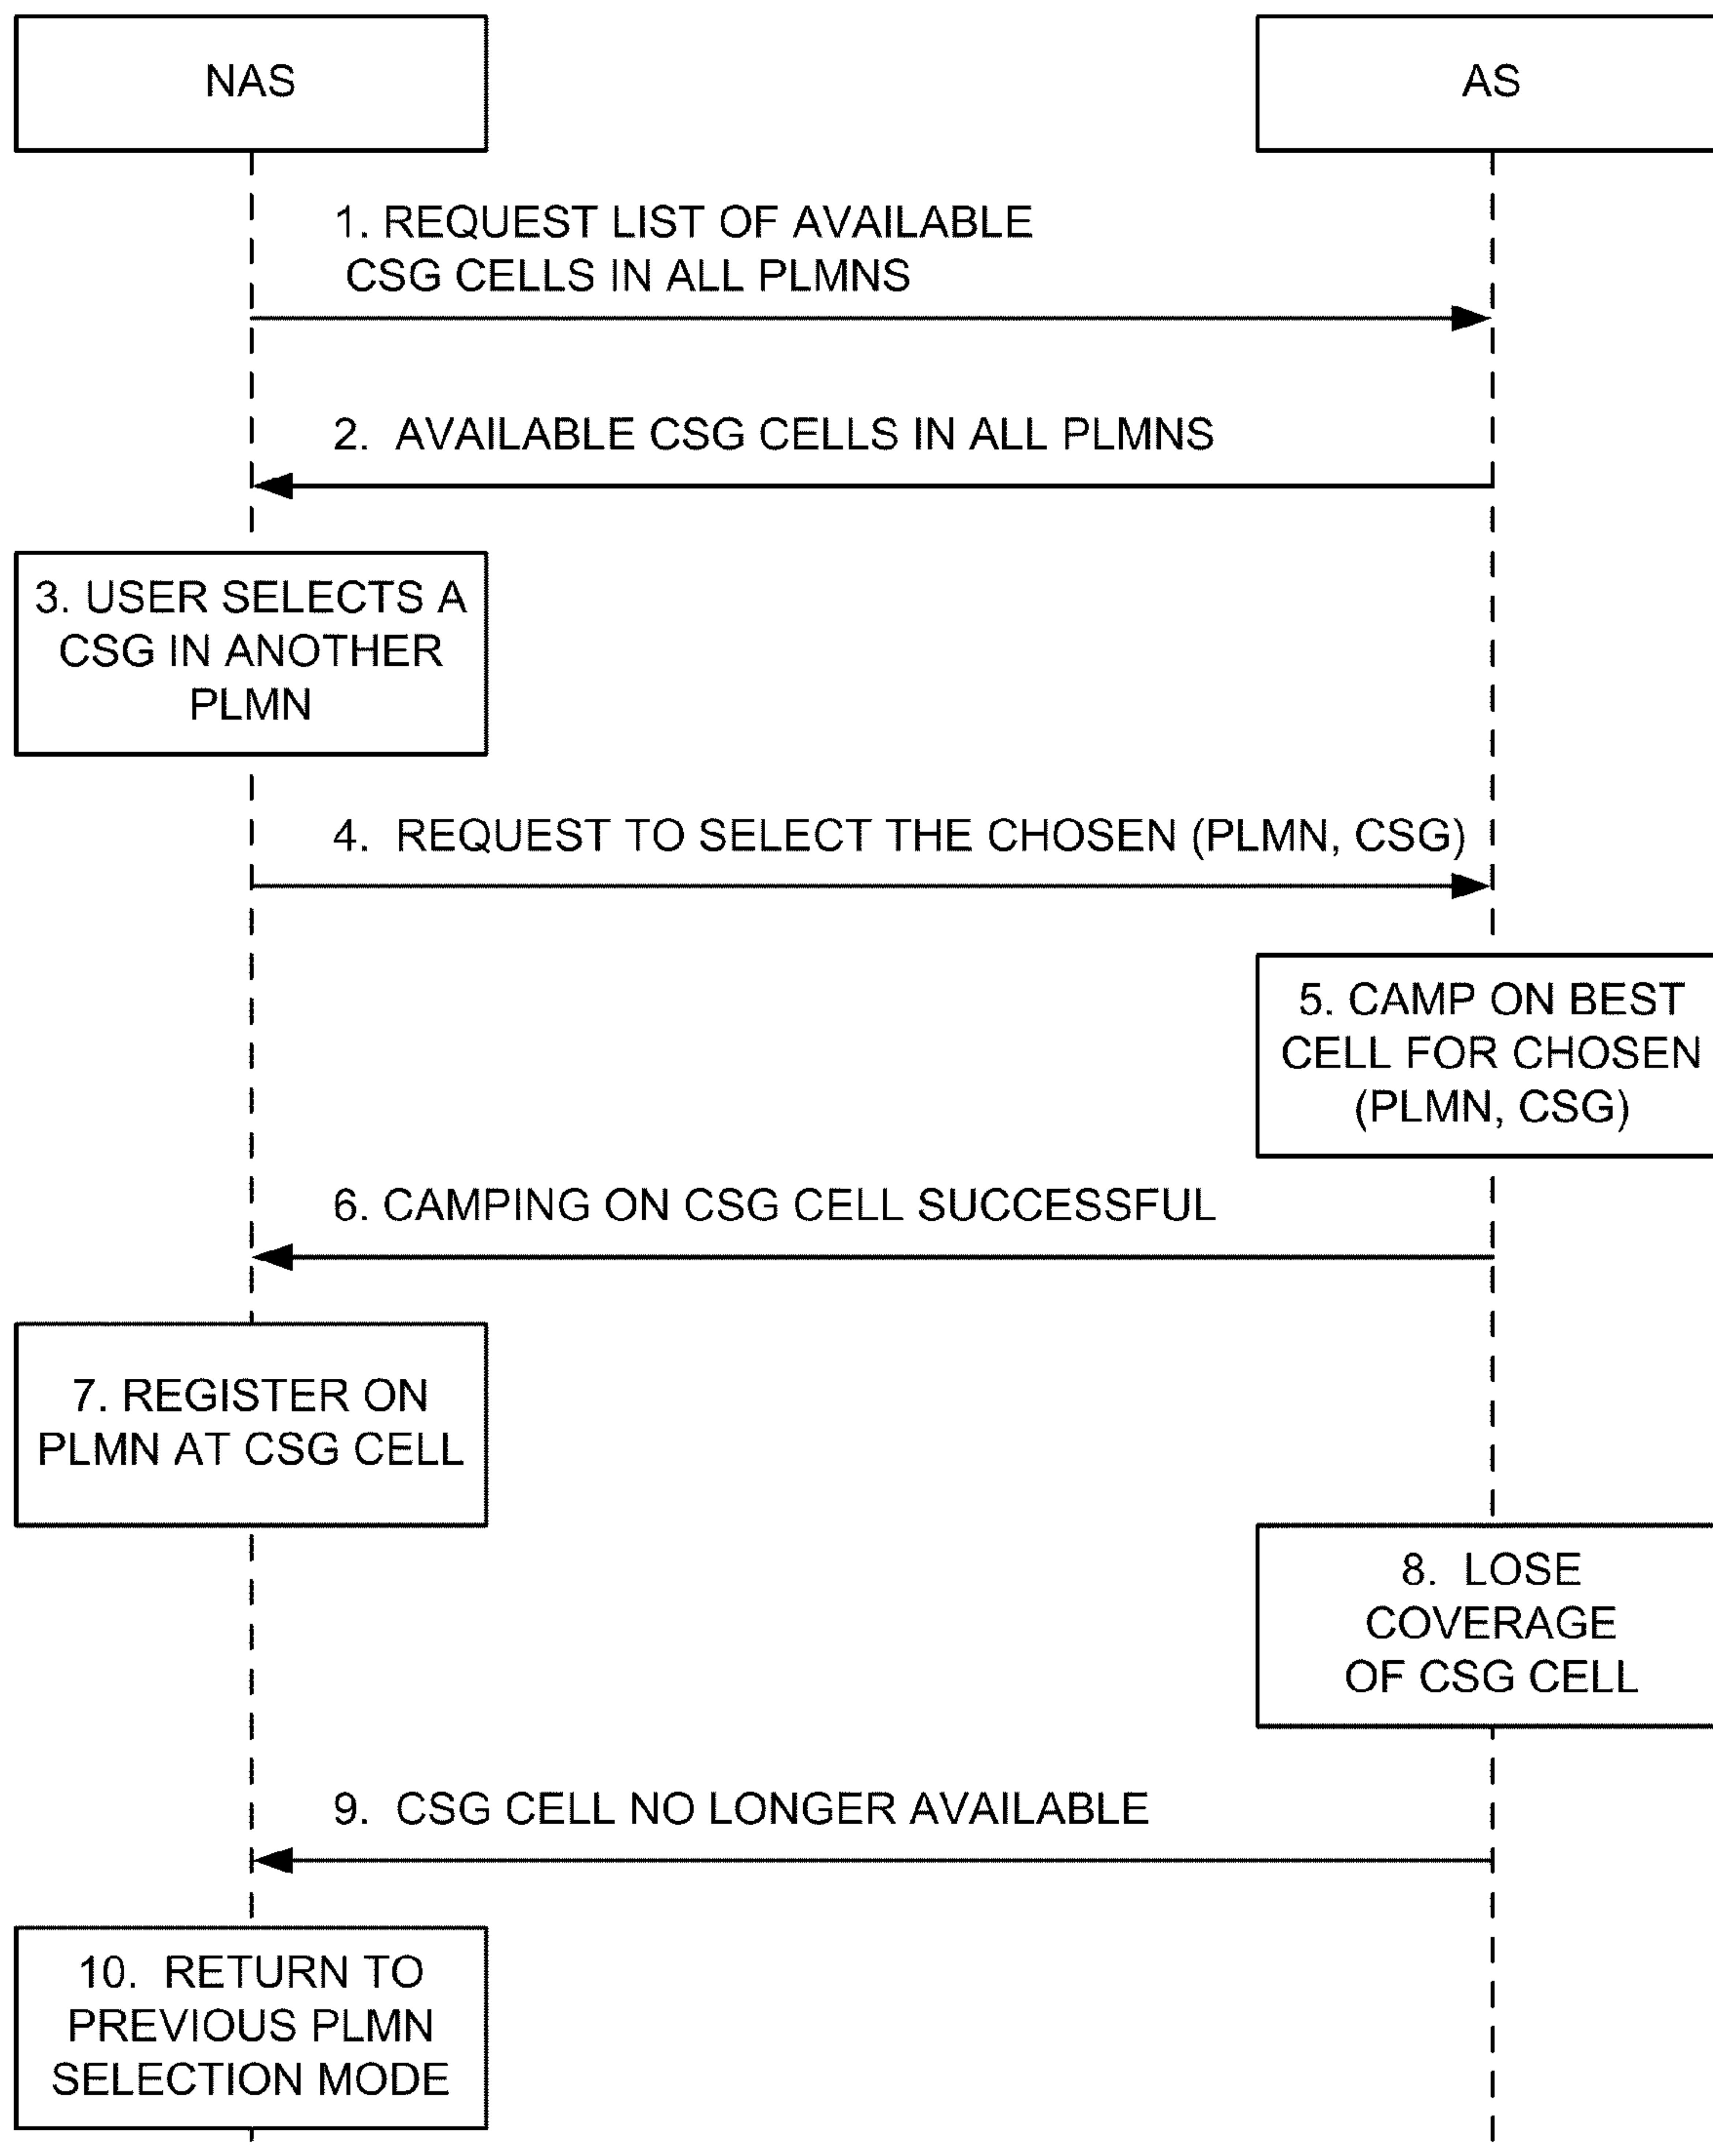 NAS
AS
1. REQUEST LIST OF AVAILABLE
CSG CELLS IN ALL PLMNS
2. AVAILABLE CSG CELLS IN ALL PLMNS
3. USER SELECTS A
CSG IN ANOTHER
PLMN
4. REQUEST TO SELECT THE CHOSEN (PLMN, CSG)
5. CAMP ON BEST
CELL FOR CHOSEN
(PLMN, CSG)
6. CAMPING ON CSG CELL SUCCESSFUL
7. REGISTER ON
PLMN AT CSG CELL
8. LOSE
COVERAGE
OF CSG CELL
9. CSG CELL NO LONGER AVAILABLE
10. RETURN TO
PREVIOUS PLMN
SELECTION MODE